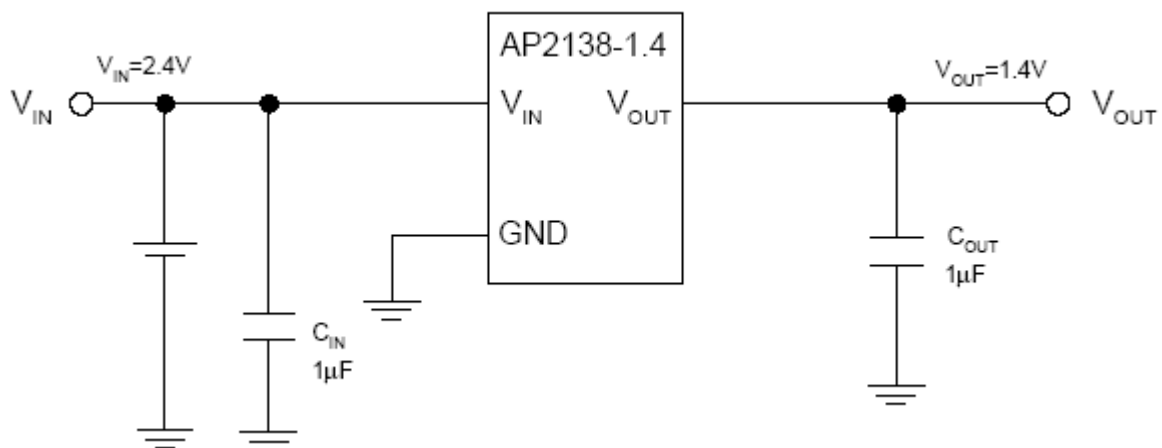 AP2138-1.4
V_IN=2.4V
V_OUT=1.4V
V_IN
V_IN
V_OUT
V_OUT
GND
C_OUT
1µF
C_IN
1µF